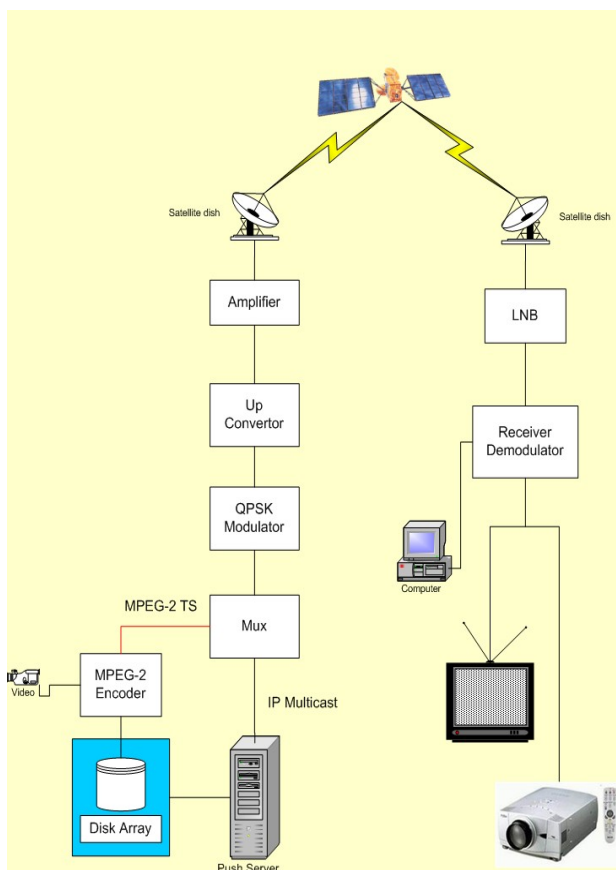 Satellite dish
Satellite dish
Amplifier
LNB
Up
Convertor
Receiver
Demodulator
QPSK
Modulator
Computer
MPEG-2 TS
Mux
Video
MPEG-2
Encoder
IP Multicast
Disk Array
Push Server